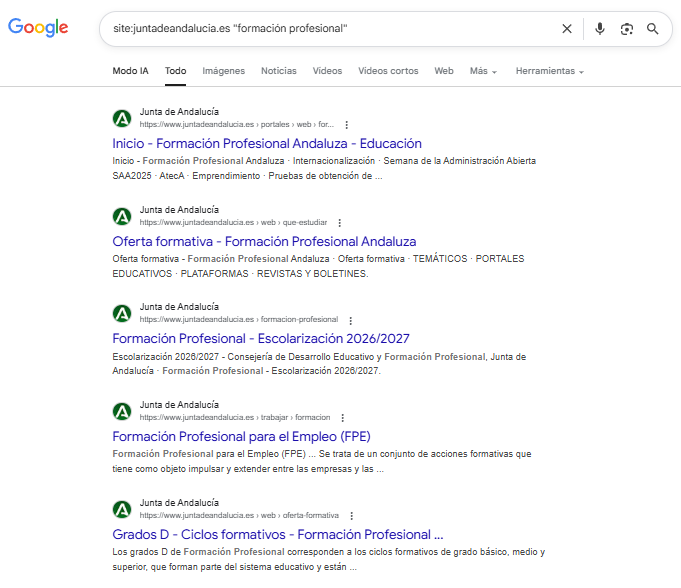 Google
site:juntadeandalucia.es "formación profesional"
Modo IA Todo Imágenes Noticias Vídeos Vídeos cortos Web Más Herramientas
Junta de Andalucía
https://www.juntadeandalucia.es › portales › web › for...
Inicio - Formación Profesional Andaluza - Educación
Inicio - Formación Profesional Andaluza · Internacionalización · Semana de la Administración Abierta
SAA2025 · AtecA · Emprendimiento · Pruebas de obtención de ...
Junta de Andalucía
https://www.juntadeandalucia.es › web › que-estudiar
Oferta formativa - Formación Profesional Andaluza
Oferta formativa - Formación Profesional Andaluza · Oferta formativa · TEMÁTICOS · PORTALES
EDUCATIVOS · PLATAFORMAS · REVISTAS Y BOLETINES.
Junta de Andalucía
https://www.juntadeandalucia.es › formacion-profesional
Formación Profesional - Escolarización 2026/2027
Escolarización 2026/2027 - Consejería de Desarrollo Educativo y Formación Profesional, Junta de
Andalucía · Formación Profesional - Escolarización 2026/2027.
Junta de Andalucía
https://www.juntadeandalucia.es › trabajar › formacion
Formación Profesional para el Empleo (FPE)
Formación Profesional para el Empleo (FPE) ... Se trata de un conjunto de acciones formativas que
tiene como objeto impulsar y extender entre las empresas y las ...
Junta de Andalucía
https://www.juntadeandalucia.es › web › oferta-formativa
Grados D - Ciclos formativos - Formación Profesional ...
Los grados D de Formación Profesional corresponden a los ciclos formativos de grado básico, medio y
superior, que forman parte del sistema educativo y están ...